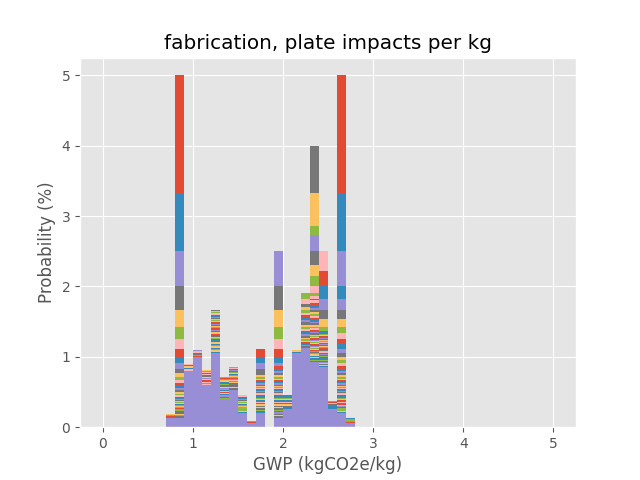 fabrication, plate impacts per kg
Probability (%)
5
4
3
2
1
0
0 1 2 3 4 5
GWP (kgCO2e/kg)